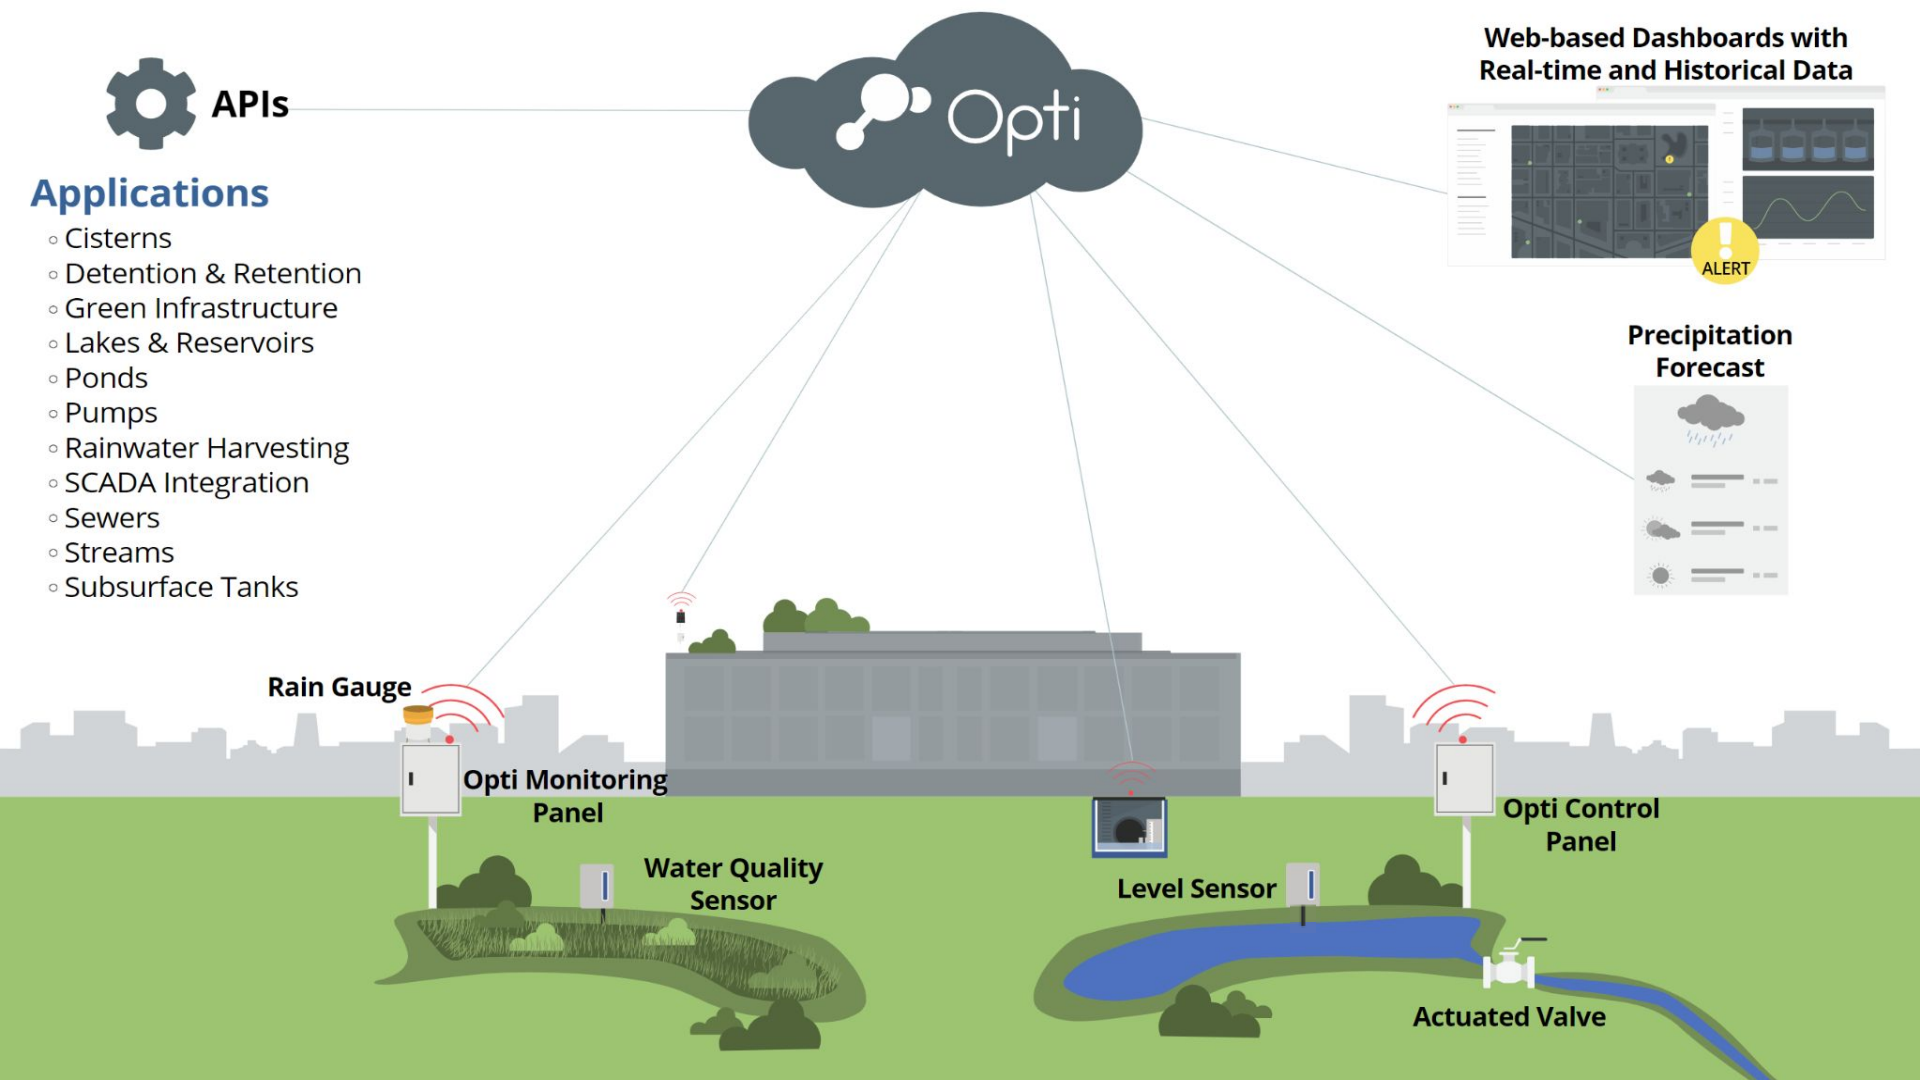 APIs
Opti
Web-based Dashboards with
Real-time and Historical Data
ALERT
Applications
Cisterns
Detention & Retention
Green Infrastructure
Lakes & Reservoirs
Ponds
Pumps
Rainwater Harvesting
SCADA Integration
Sewers
Streams
Subsurface Tanks
Precipitation
Forecast
Rain Gauge
Opti Monitoring
Panel
Opti Control
Panel
Water Quality
Sensor
Level Sensor
Actuated Valve